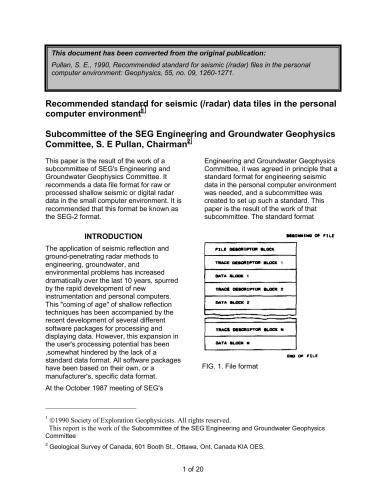 This document has been converted from the original publication:
Pullan, S. E., 1990, Recommended standard for seismic (/radar) files in the personal
computer environment: Geophysics, 55, no. 09, 1260-1271.
Recommended standard for seismic (/radar) data tiles in the personal
computer environment1
Subcommittee of the SEG Engineering and Groundwater Geophysics
Committee, S. E Pullan, Chairman2
This paper is the result of the work of a
subcommittee of SEG's Engineering and
Groundwater Geophysics Committee. It
recommends a data file format for raw or
processed shallow seismic or digital radar
data in the small computer environment. It is
recommended that this format be known as
the SEG-2 format.
INTRODUCTION
The application of seismic reflection and
ground-penetrating radar methods to
engineering, groundwater, and
environmental problems has increased
dramatically over the last 10 years, spurred
by the rapid development of new
instrumentation and personal computers.
This "coming of age" of shallow reflection
techniques has been accompanied by the
recent development of several different
software packages for processing and
displaying data. However, this expansion in
the user's processing potential has been
,somewhat hindered by the lack of a
standard data format. All software packages
have been based on their own, or a
manufacturer's, specific data format.
At the October 1987 meeting of SEG's
Engineering and Groundwater Geophysics
Committee, it was agreed in principle that a
standard format for engineering seismic
data in the personal computer environment
was needed, and a subcommittee was
created to set up such a standard. This
paper is the result of the work of that
subcommittee. The standard format
BEGINNING OF FILE
FILE DESCRIPTOR BLOCK
TRACE DESCRIPTOR BLOCK 1
DATA BLOCK 1
TRACE DESCRIPTOR BLOCK 2
DATA BLOCK 2
TRACE DESCRIPTOR BLOCK N
DATA BLOCK N
END OF FILE
FIG. 1. File format
1 ©1990 Society of Exploration Geophysicists. All rights reserved.
This report is the work of the Subcommittee of the SEG Engineering and Groundwater Geophysics
Committee
2 Geological Survey of Canada, 601 Booth St., Ottawa, Ont. Canada KIA OES.
1 of 20